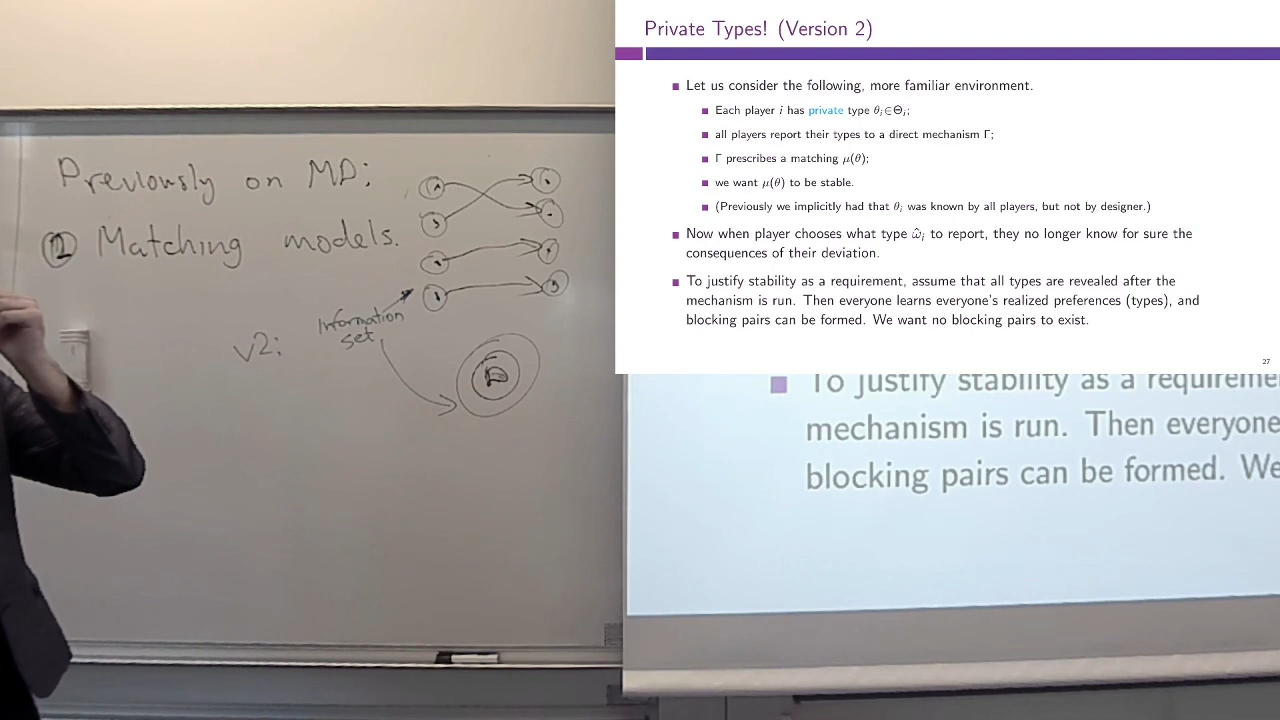 Previously on MD:
2 Matching models.
Information
set
v2:
Private Types! (Version 2)
Let us consider the following, more familiar environment.
Each player i has private type θᵢ∈Θᵢ;
all players report their types to a direct mechanism Γ;
Γ prescribes a matching μ(θ);
we want μ(θ) to be stable.
(Previously we implicitly had that θᵢ was known by all players, but not by designer.)
Now when player chooses what type ω̂ᵢ to report, they no longer know for sure the
consequences of their deviation.
To justify stability as a requirement, assume that all types are revealed after the
mechanism is run. Then everyone learns everyone's realized preferences (types), and
blocking pairs can be formed. We want no blocking pairs to exist.
27
To justify stability as a requireme
mechanism is run. Then everyone
blocking pairs can be formed. We